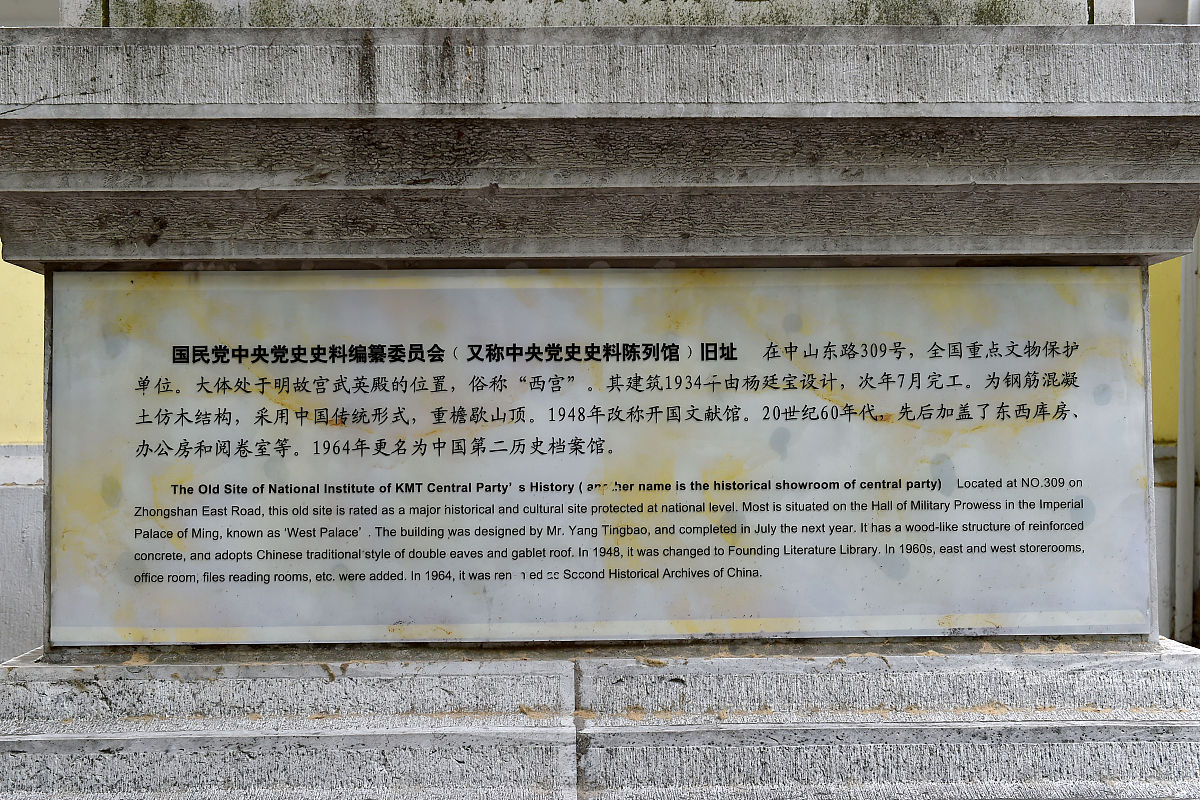 国民党中央党史史料编纂委员会（又称中央党史史料陈列馆）旧址 在中山东路309号，全国重点文物保护
单位。大体处于明故宫武英殿的位置，俗称“西宫”。其建筑1934年由杨廷宝设计，次年7月完工。为钢筋混凝
土仿木结构，采用中国传统形式，重檐歇山顶。1948年改称开国文献馆。20世纪60年代，先后加盖了东西库房、
办公房和阅卷室等。1964年更名为中国第二历史档案馆。
The Old Site of National Institute of KMT Central Party’s History ( another name is the historical showroom of central party) Located at NO.309 on
Zhongshan East Road, this old site is rated as a major historical and cultural site protected at national level. Most is situated on the Hall of Military Prowess in the Imperial
Palace of Ming, known as ‘West Palace’ . The building was designed by Mr. Yang Tingbao, and completed in July the next year. It has a wood-like structure of reinforced
concrete, and adopts Chinese traditional style of double eaves and gablet roof. In 1948, it was changed to Founding Literature Library. In 1960s, east and west storerooms,
office room, files reading rooms, etc. were added. In 1964, it was renamed as Second Historical Archives of China.